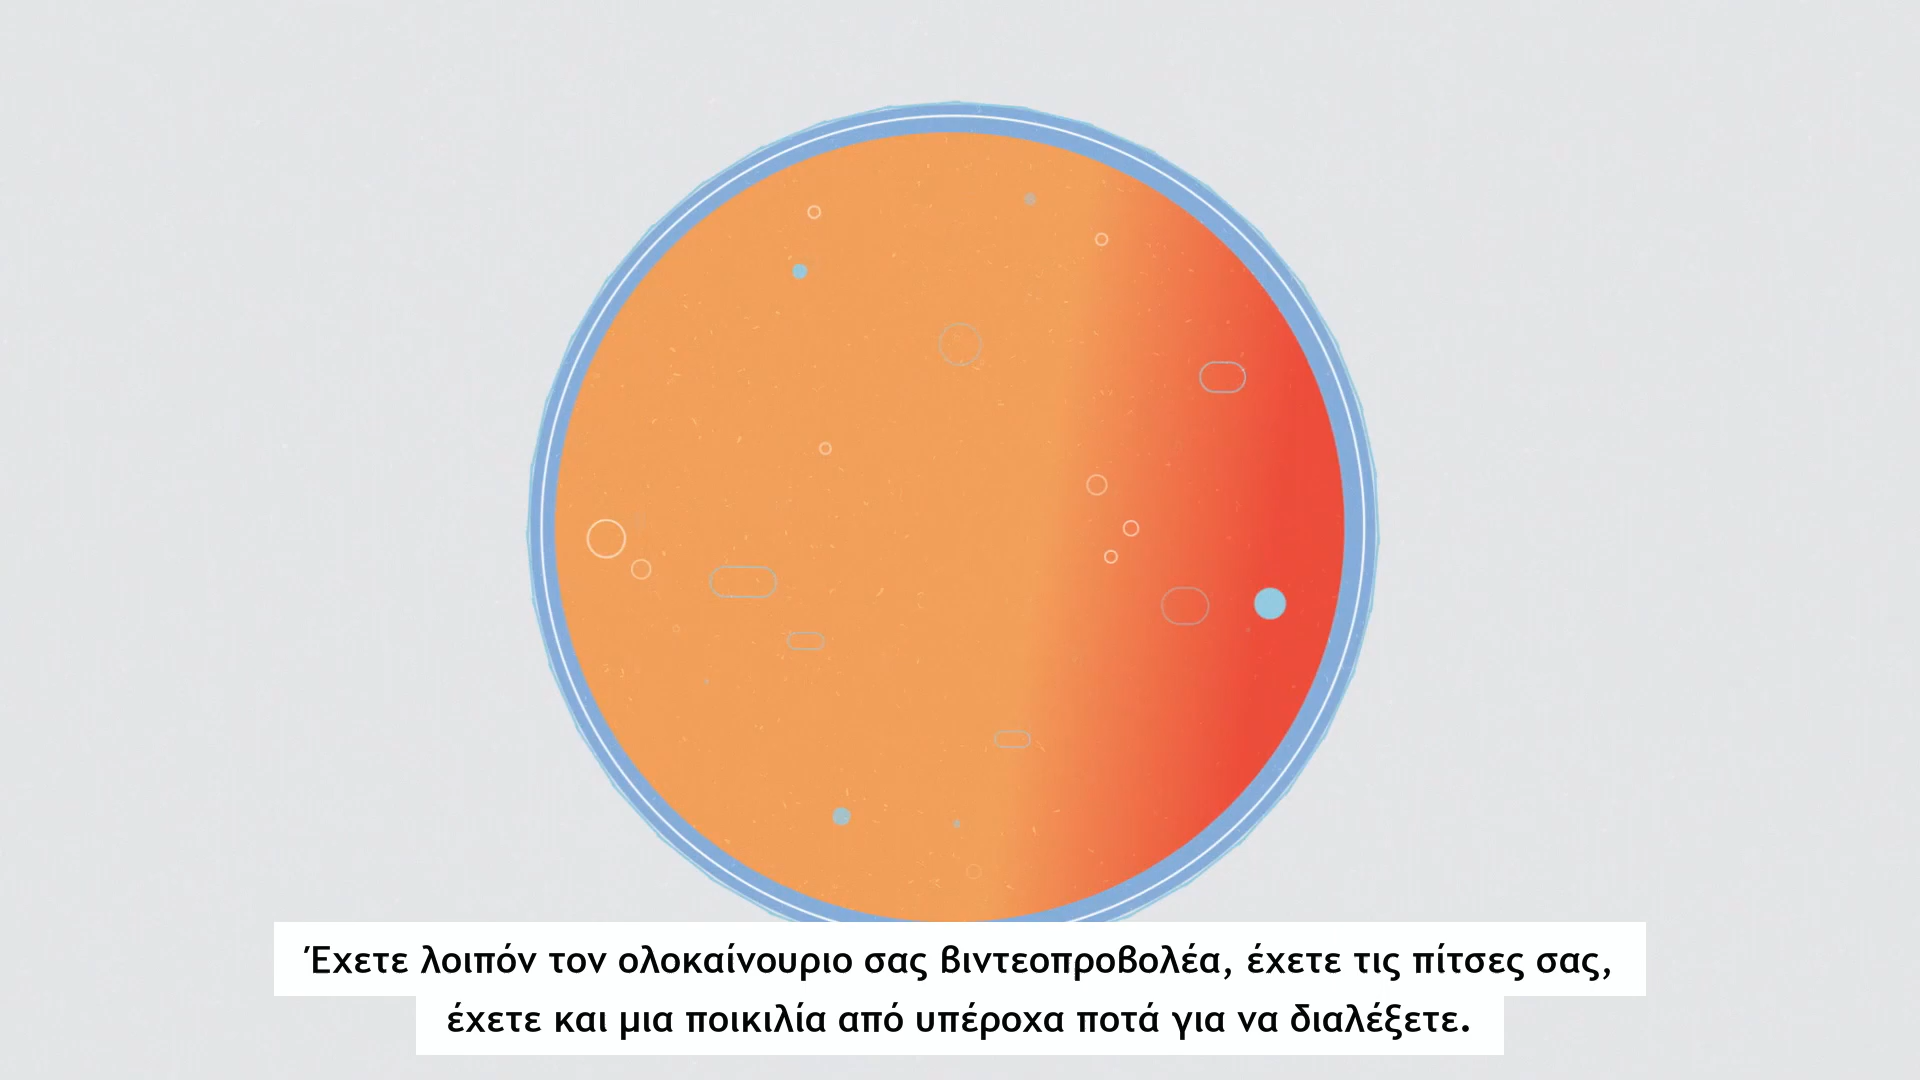 Έχετε λοιπόν τον ολοκαίνουριο σας βιντεοπροβολέα, έχετε τις πίτσες σας,
έχετε και μια ποικιλία από υπέροχα ποτά για να διαλέξετε.